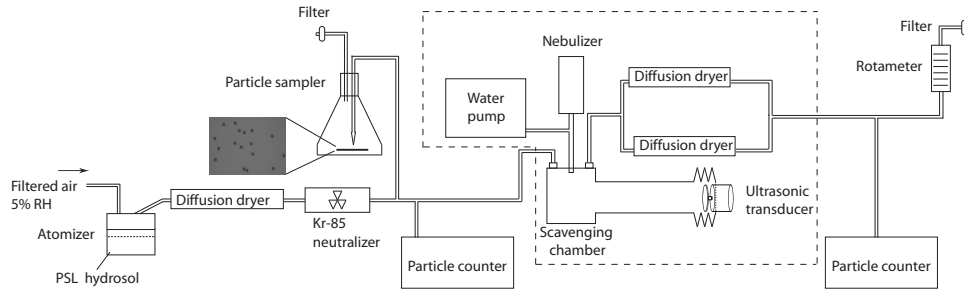 Filter
Particle sampler
Filtered air
5% RH
Atomizer
PSL hydrosol
Diffusion dryer
Kr-85
neutralizer
Particle counter
Water
pump
Nebulizer
Diffusion dryer
Diffusion dryer
Scavenging
chamber
Ultrasonic
transducer
Filter
Rotameter
Particle counter